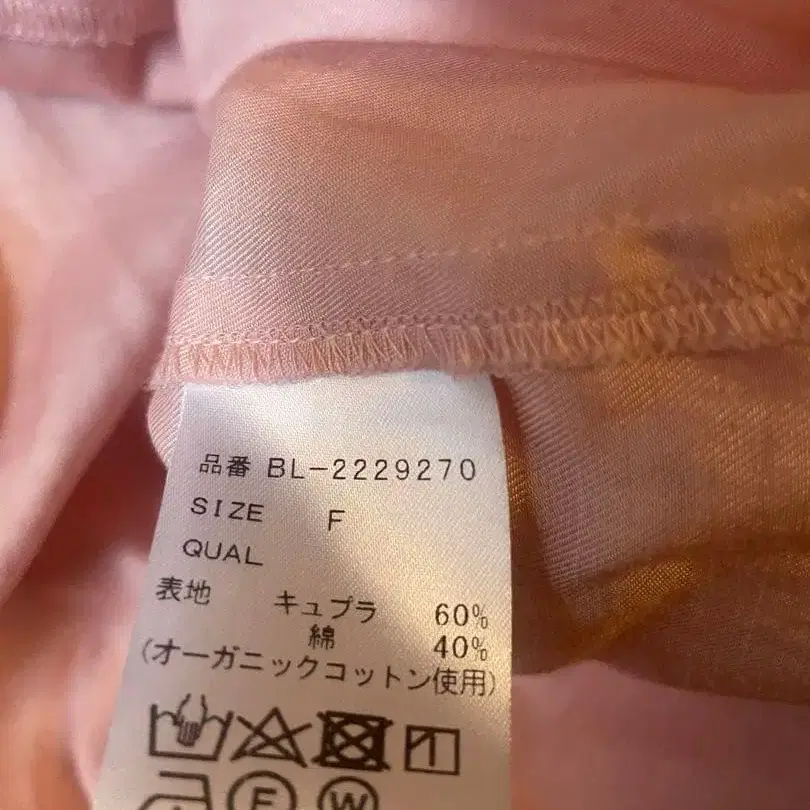 品番 BL-2229270
SIZE F
QUAL
表地 キュプラ 60%
綿 40%
(オーガニックコットン使用)
F W